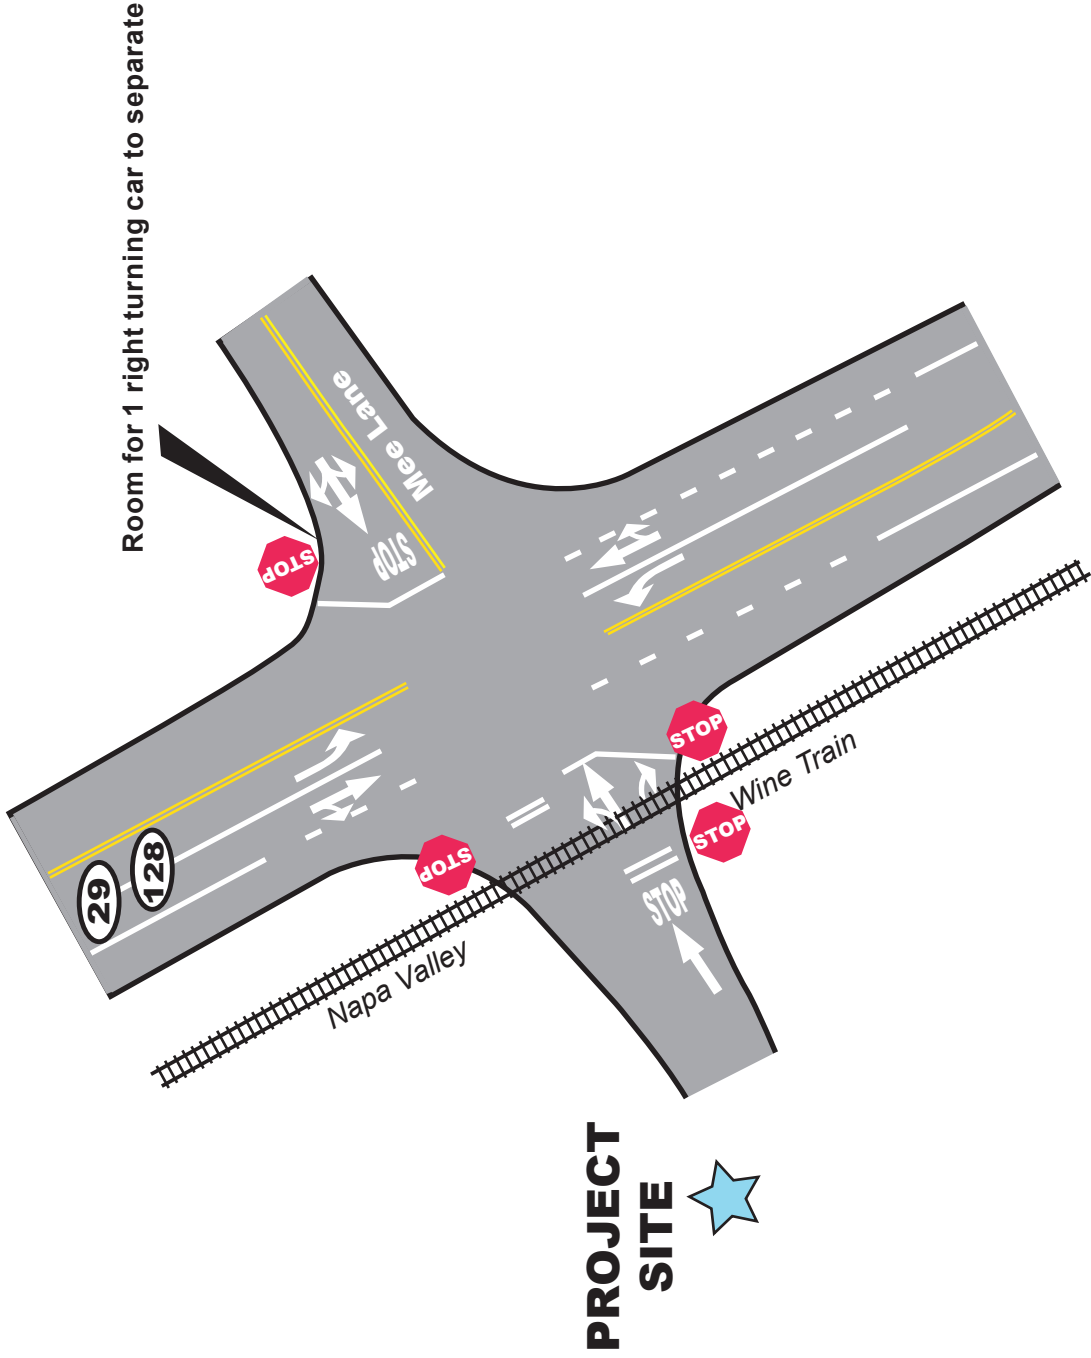 Room for 1 right turning car to separate
STOP
Mee Lane
STOP
29
128
STOP
STOP
STOP
STOP
Napa Valley
Wine Train
PROJECT
SITE